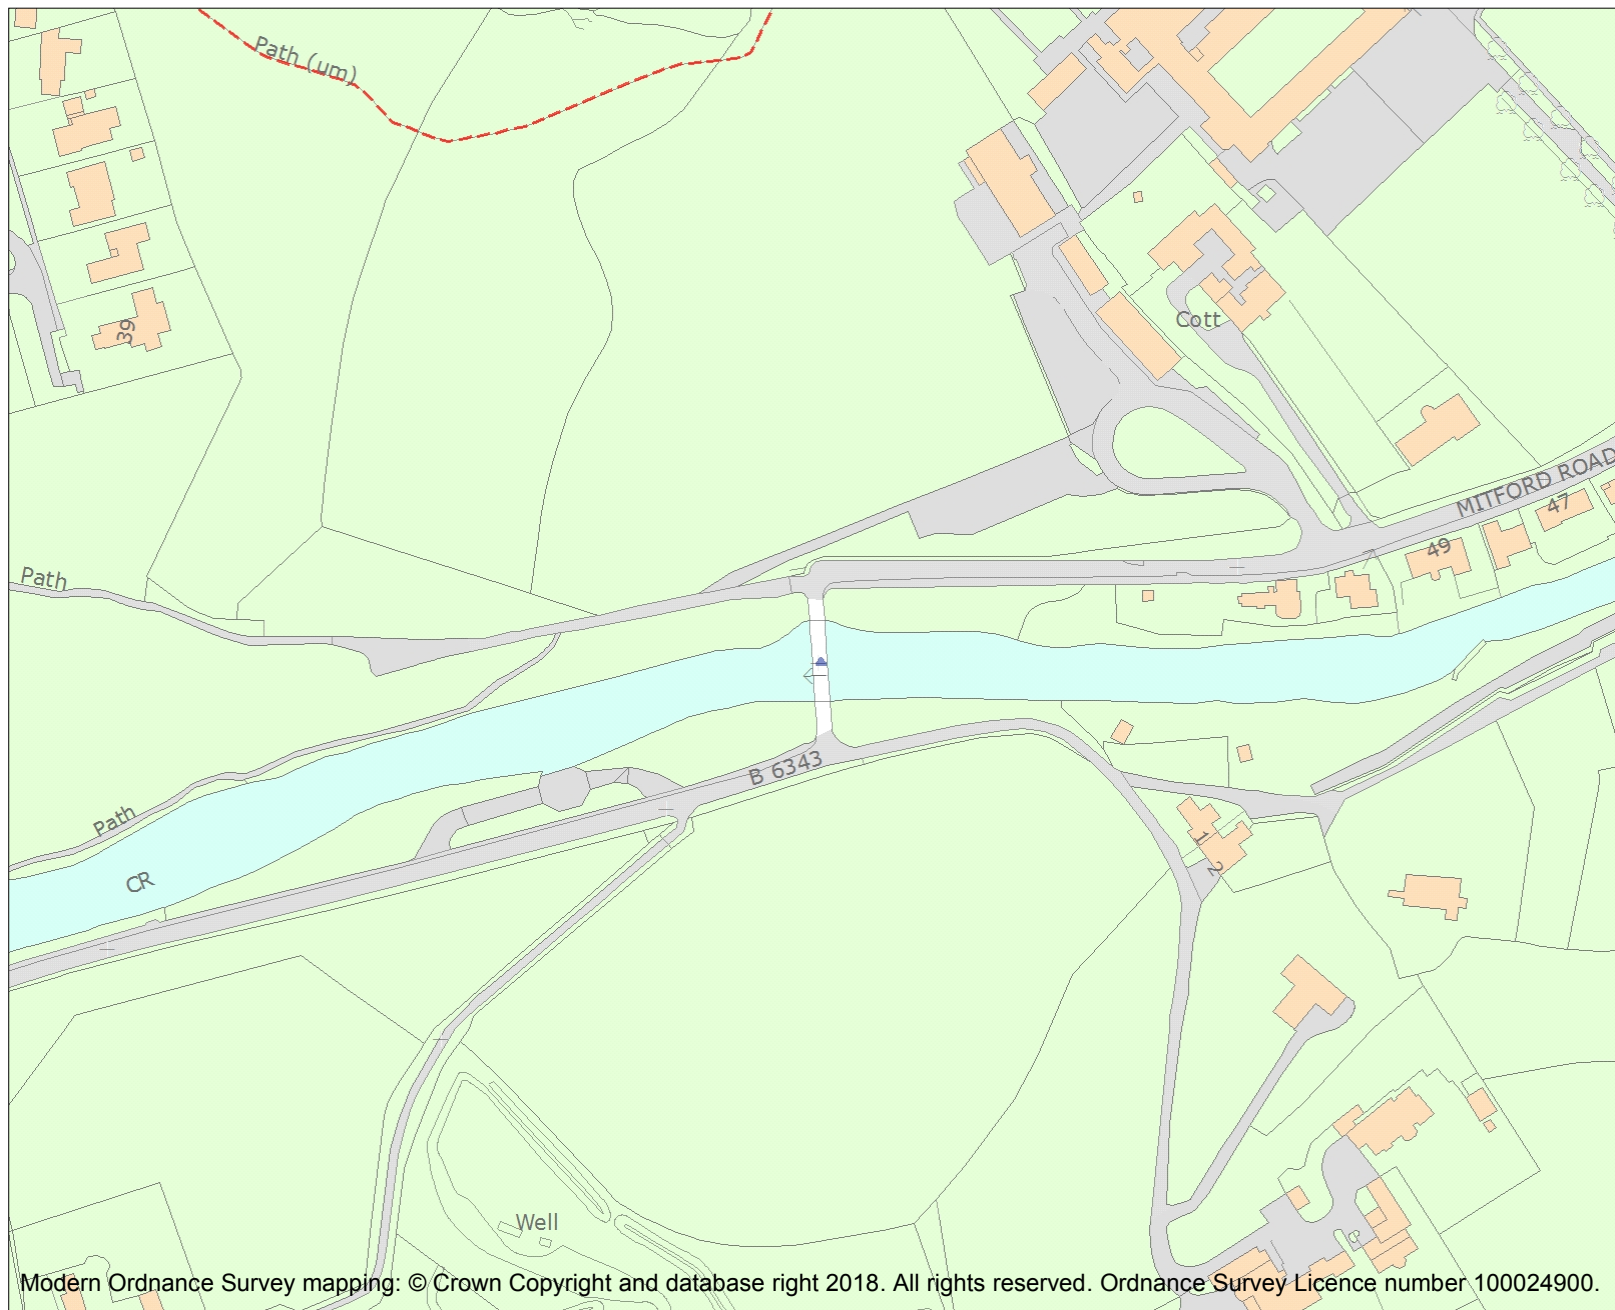 Path (um)
39
Cott
MITFORD ROAD
47
49
Path
B 6343
Path
CR
1
2
Well
Modern Ordnance Survey mapping: © Crown Copyright and database right 2018. All rights reserved. Ordnance Survey Licence number 100024900.